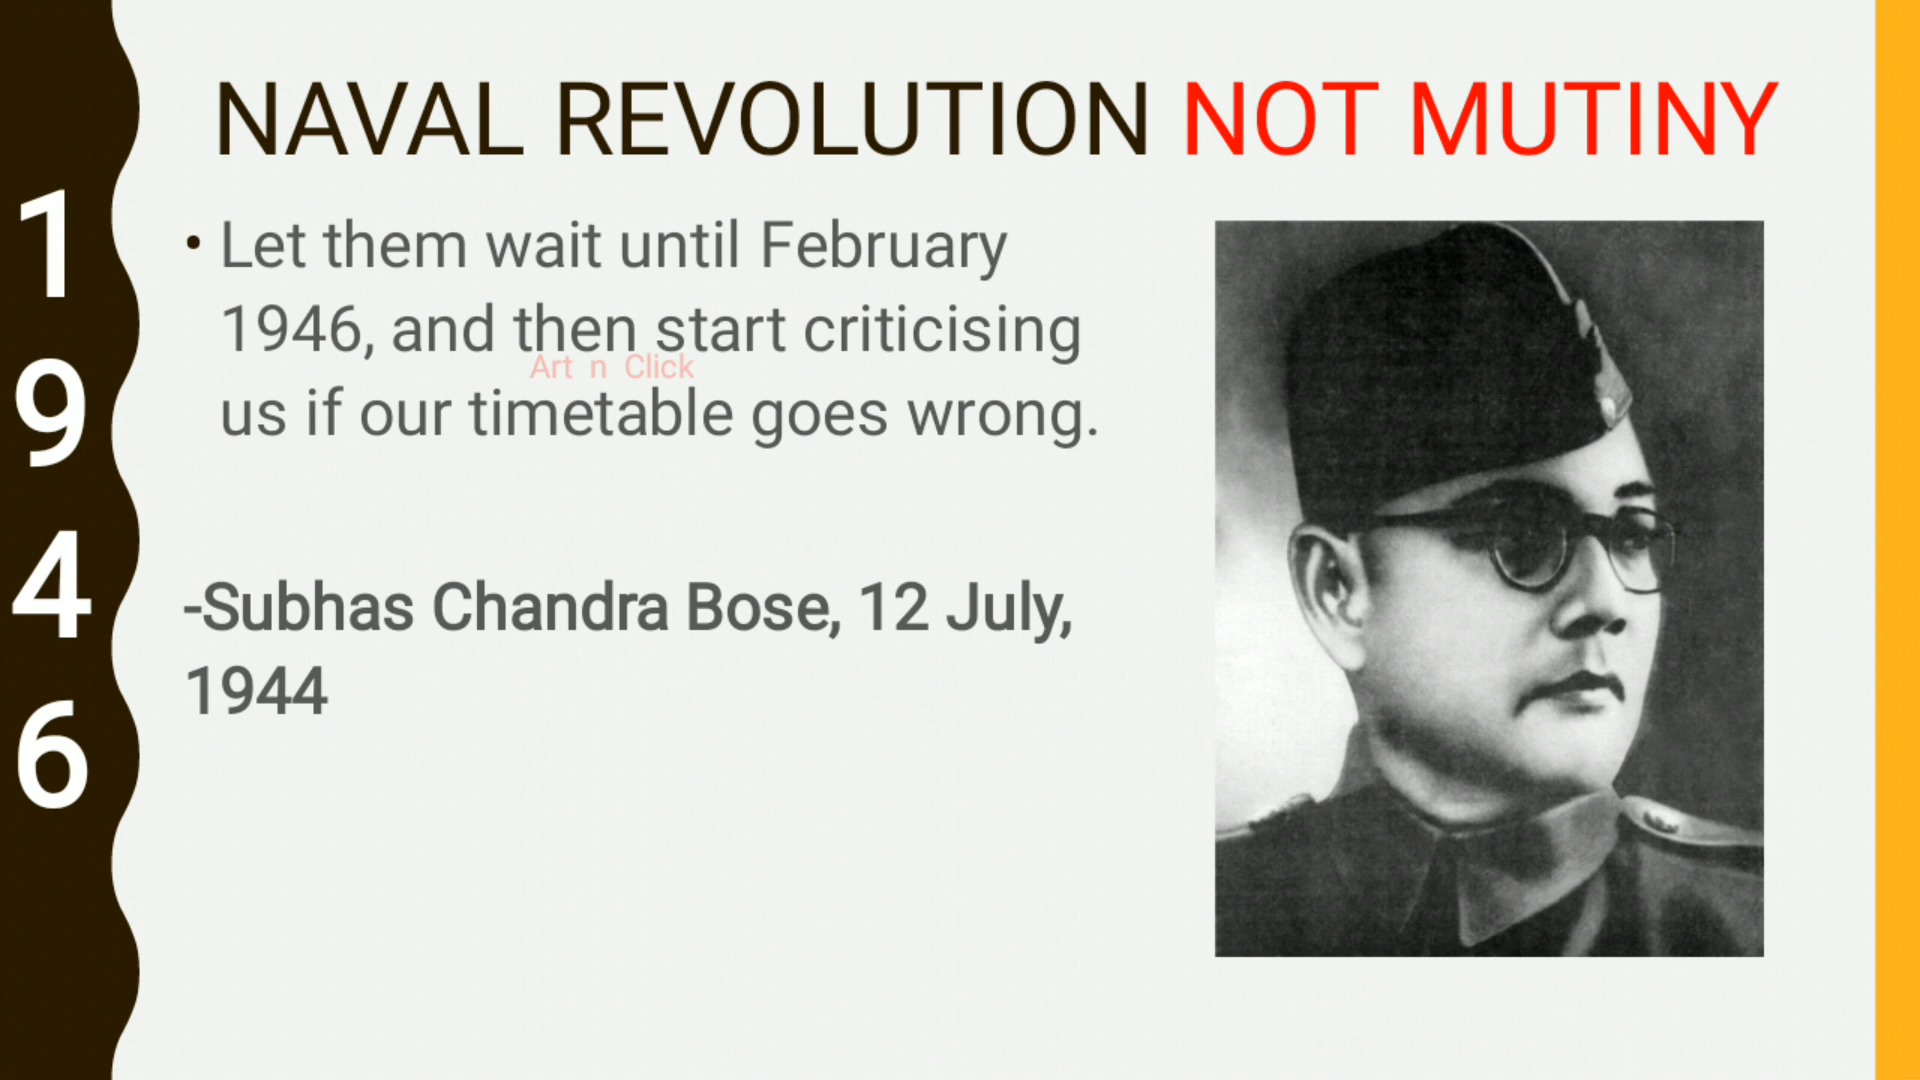 NAVAL REVOLUTION NOT MUTINY
1
9
4
6
• Let them wait until February
1946, and then start criticising
Art n Click
us if our timetable goes wrong.
-Subhas Chandra Bose, 12 July,
1944